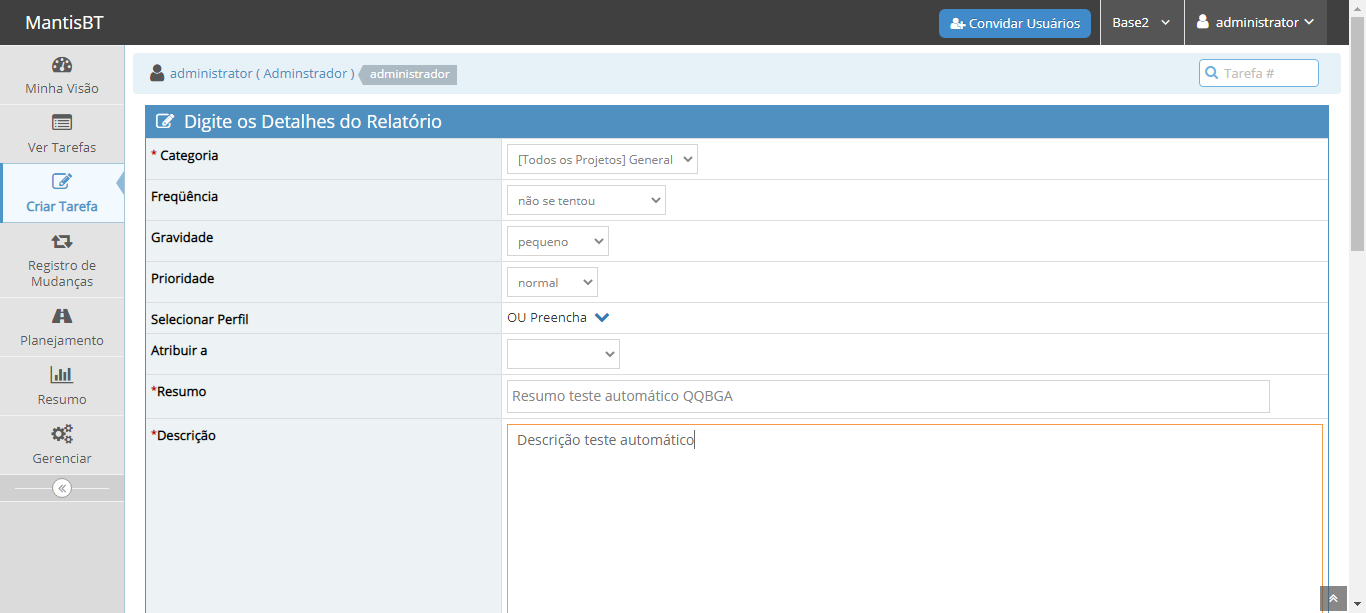 MantisBT
Convidar Usuários
Base2
administrator
Minha Visão
Ver Tarefas
Criar Tarefa
Registro de
Mudanças
Planejamento
Resumo
Gerenciar
administrator ( Adminstrador )
administrador
Tarefa #
Digite os Detalhes do Relatório
* Categoria
[Todos os Projetos] General
Freqüência
não se tentou
Gravidade
pequeno
Prioridade
normal
Selecionar Perfil
OU Preencha
Atribuir a
*Resumo
Resumo teste automático QQBGA
*Descrição
Descrição teste automático